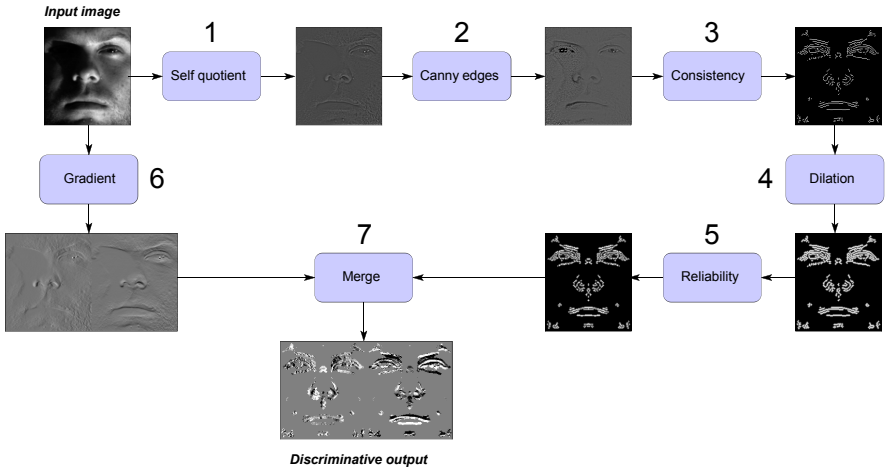 Input image
1
2
3
Self quotient
Canny edges
Consistency
Gradient
6
4
Dilation
7
5
Merge
Reliability
Discriminative output